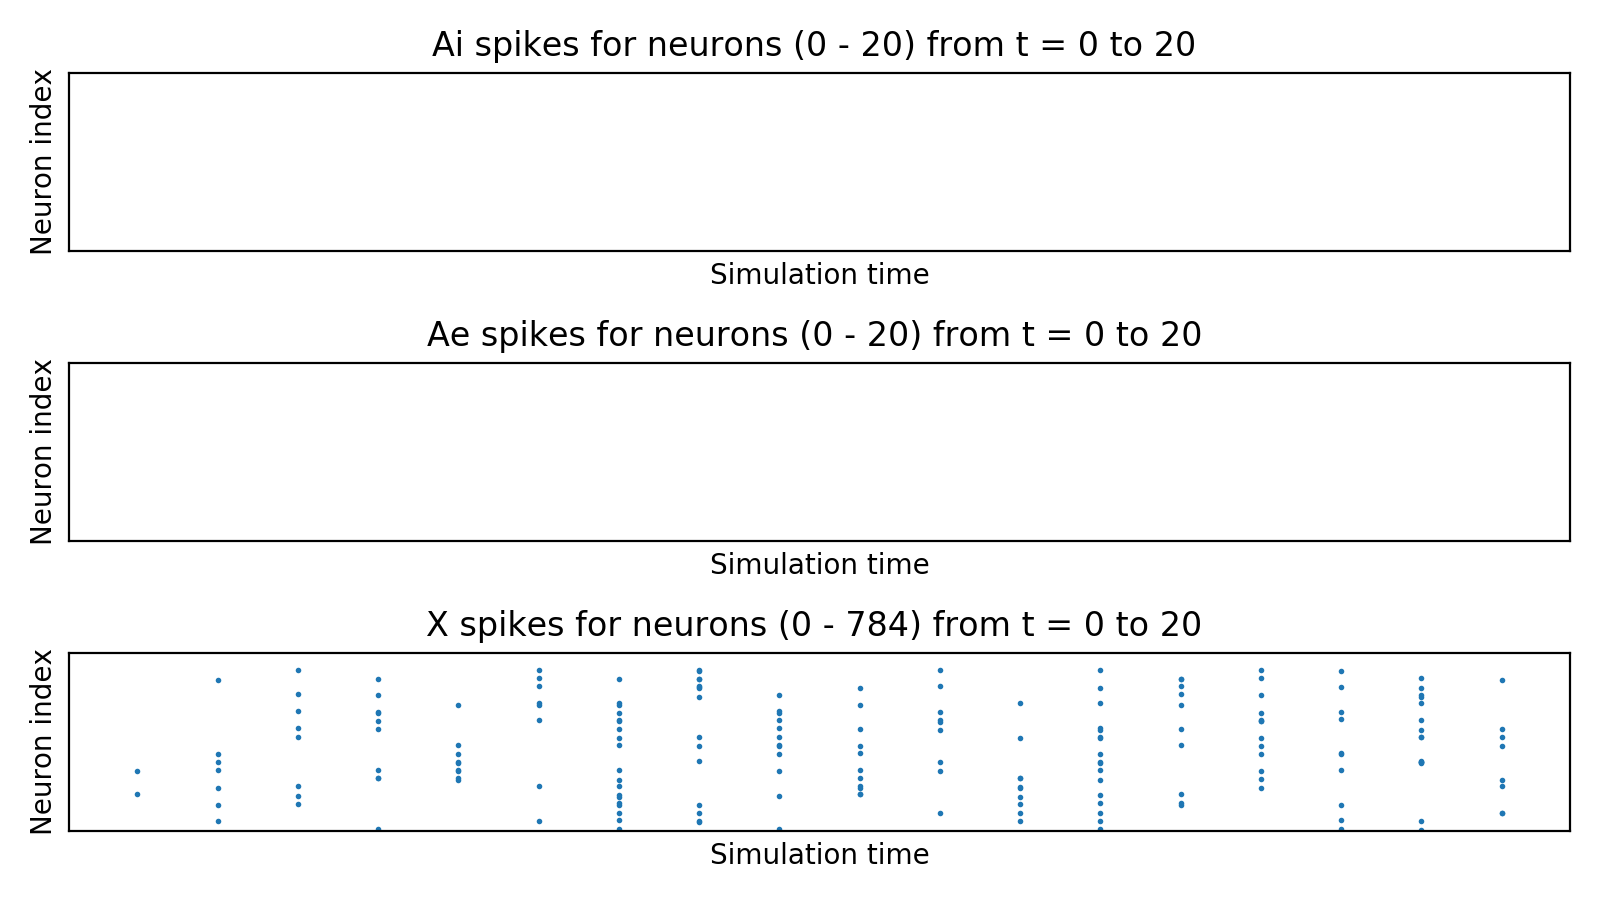 Ai spikes for neurons (0 - 20) from t = 0 to 20
Neuron index
Simulation time
Ae spikes for neurons (0 - 20) from t = 0 to 20
Neuron index
Simulation time
X spikes for neurons (0 - 784) from t = 0 to 20
Neuron index
Simulation time